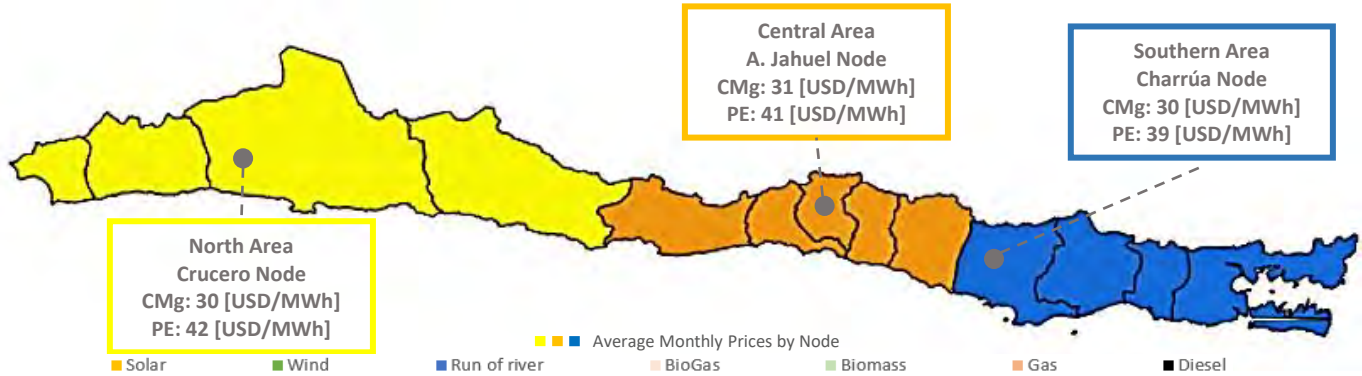 Central Area
A. Jahuel Node
CMg: 31 [USD/MWh]
PE: 41 [USD/MWh]
Southern Area
Charrúa Node
CMg: 30 [USD/MWh]
PE: 39 [USD/MWh]
North Area
Crucero Node
CMg: 30 [USD/MWh]
PE: 42 [USD/MWh]
Average Monthly Prices by Node
Solar Wind Run of river BioGas Biomass Gas Diesel